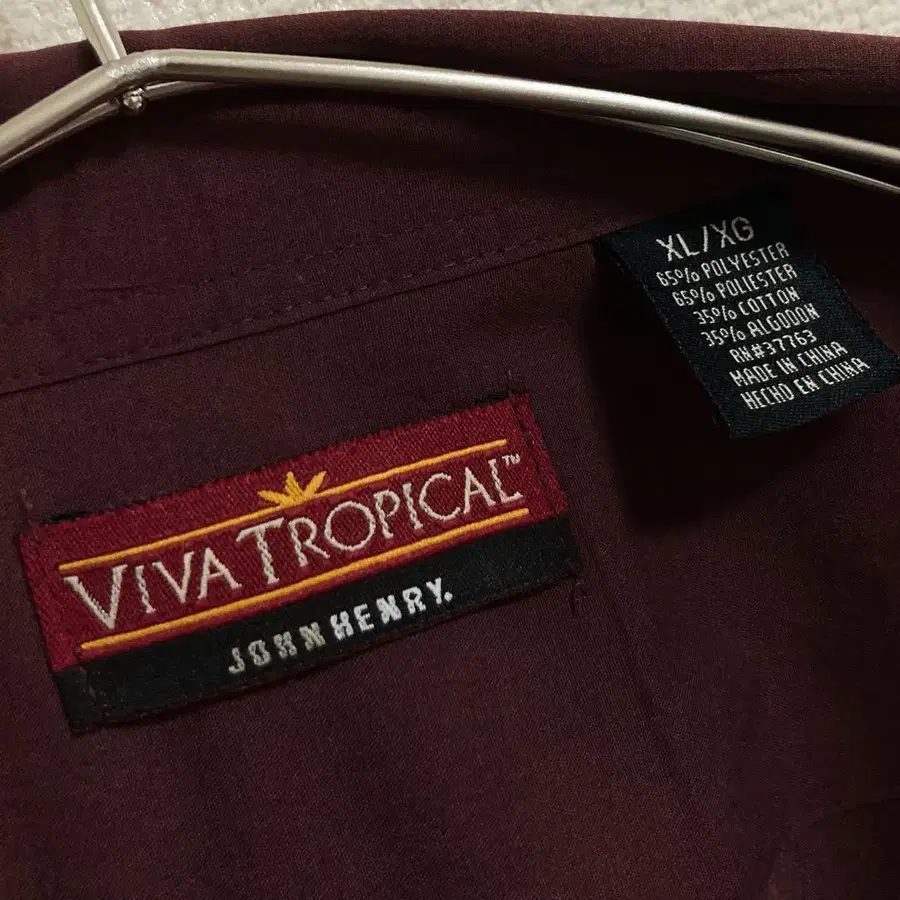 XL/XG
65% POLYESTER
65% POLIESTER
35% COTTON
35% ALGODON
RN#37763
MADE IN CHINA
HECHO EN CHINA
VIVA TROPICAL™
JOHN HENRY.